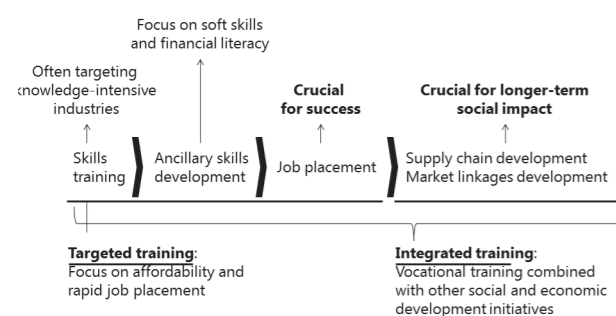 Focus on soft skills
and financial literacy
Often targeting
knowledge-intensive
industries
Crucial
for success
Crucial for longer-term
social impact
Skills
training
Ancillary skills
development
Job placement
Supply chain development
Market linkages development
Targeted training:
Focus on affordability and
rapid job placement
Integrated training:
Vocational training combined
with other social and economic
development initiatives